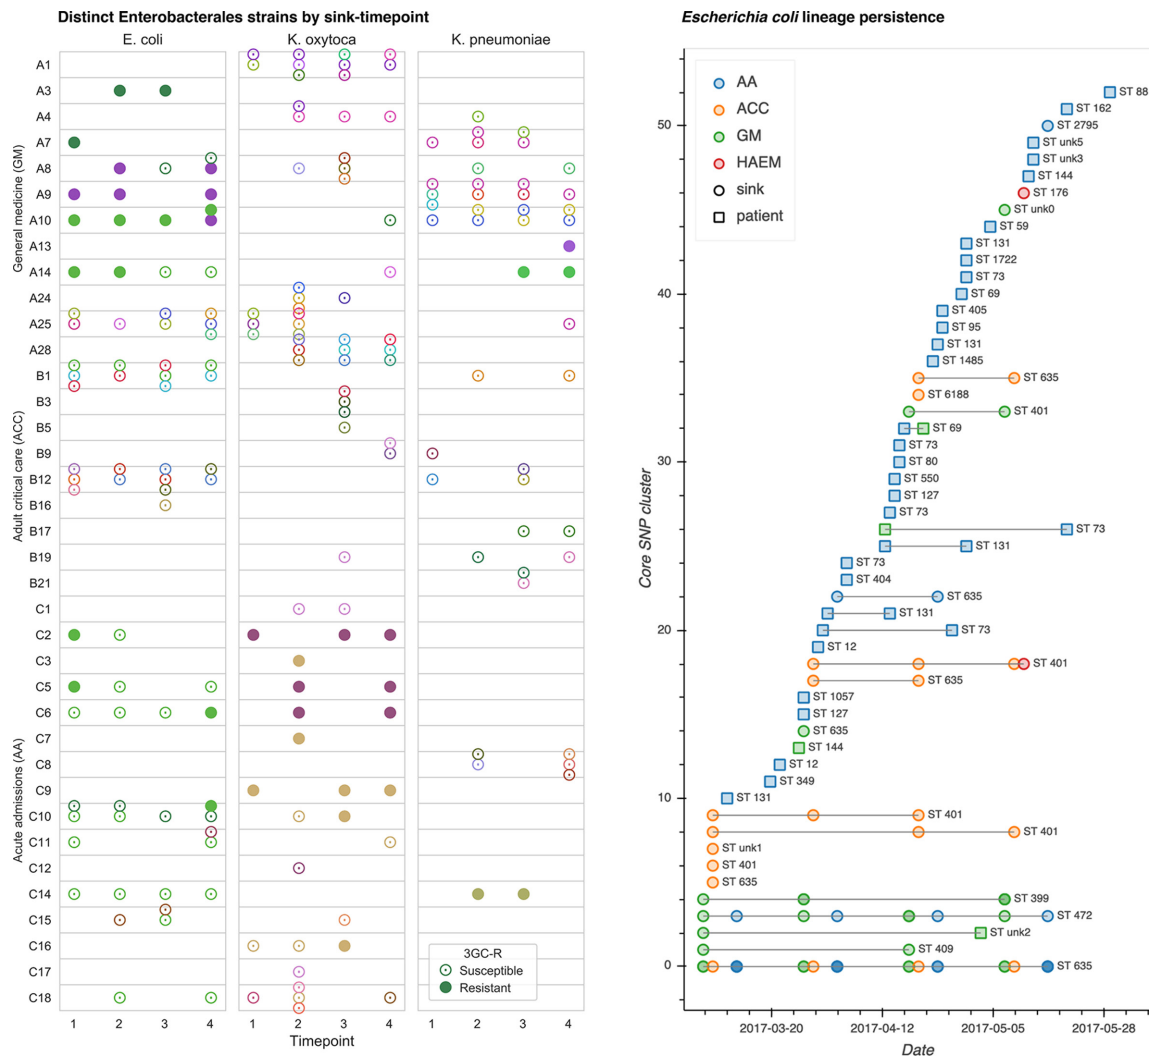 Distinct Enterobacterales strains by sink-timepoint
E. coli
K. oxytoca
K. pneumoniae
General medicine (GM)
Adult critical care (ACC)
Acute admissions (AA)
A1
A3
A4
A7
A8
A9
A10
A13
A14
A24
A25
A28
B1
B3
B5
B9
B12
B16
B17
B19
B21
C1
C2
C3
C5
C6
C7
C8
C9
C10
C11
C12
C14
C15
C16
C17
C18
3GC-R
Susceptible
Resistant
1 2 3 4
1 2 3 4
1 2 3 4
Timepoint
Escherichia coli lineage persistence
AA
ACC
GM
HAEM
sink
patient
Core SNP cluster
50
40
30
20
10
0
ST 88
ST 162
ST 2795
ST unk5
ST unk3
ST 144
ST 176
ST unk0
ST 59
ST 131
ST 1722
ST 73
ST 69
ST 405
ST 95
ST 131
ST 1485
ST 635
ST 6188
ST 401
ST 69
ST 73
ST 80
ST 550
ST 127
ST 73
ST 73
ST 131
ST 73
ST 404
ST 635
ST 131
ST 73
ST 12
ST 401
ST 635
ST 1057
ST 127
ST 635
ST 144
ST 12
ST 349
ST 131
ST 401
ST 401
ST unk1
ST 401
ST 635
ST 399
ST 472
ST unk2
ST 409
ST 635
2017-03-20
2017-04-12
2017-05-05
2017-05-28
Date